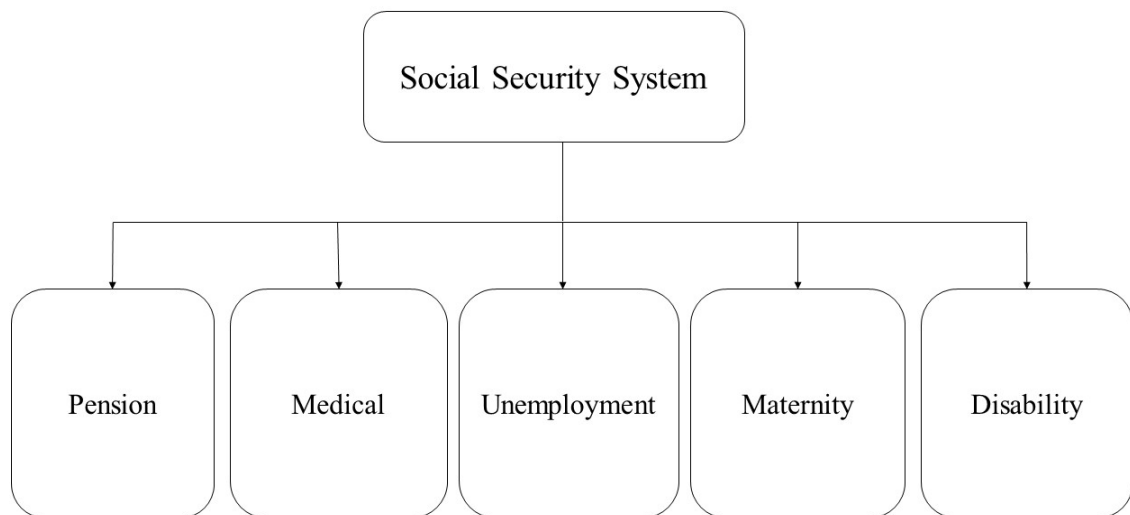 Social Security System
Pension
Medical
Unemployment
Maternity
Disability